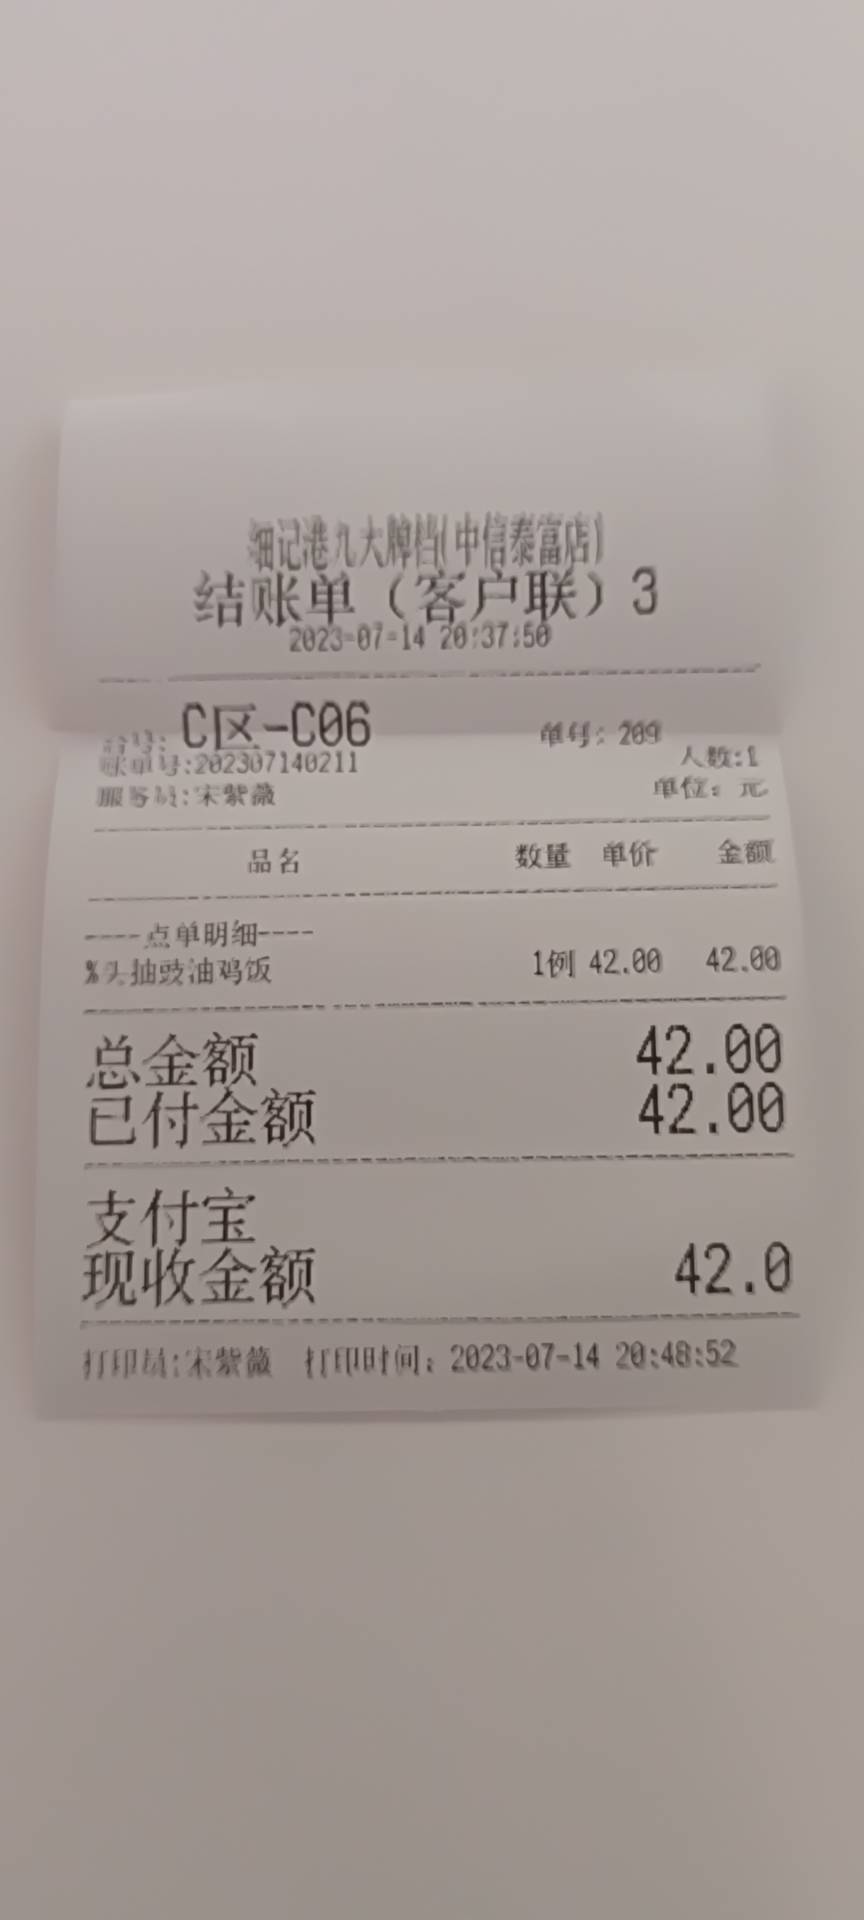 细记港九大牌档(中信泰富店)
结账单（客户联）3
2023-07-14 20:37:50
台号: C区-C06 单号: 209
账单号:202307140211 人数:1
服务员:宋紫薇 单位: 元
品名 数量 单价 金额
----点单明细----
%头抽豉油鸡饭 1例 42.00 42.00
总金额 42.00
已付金额 42.00
支付宝
现收金额 42.0
打印员:宋紫薇 打印时间: 2023-07-14 20:48:52